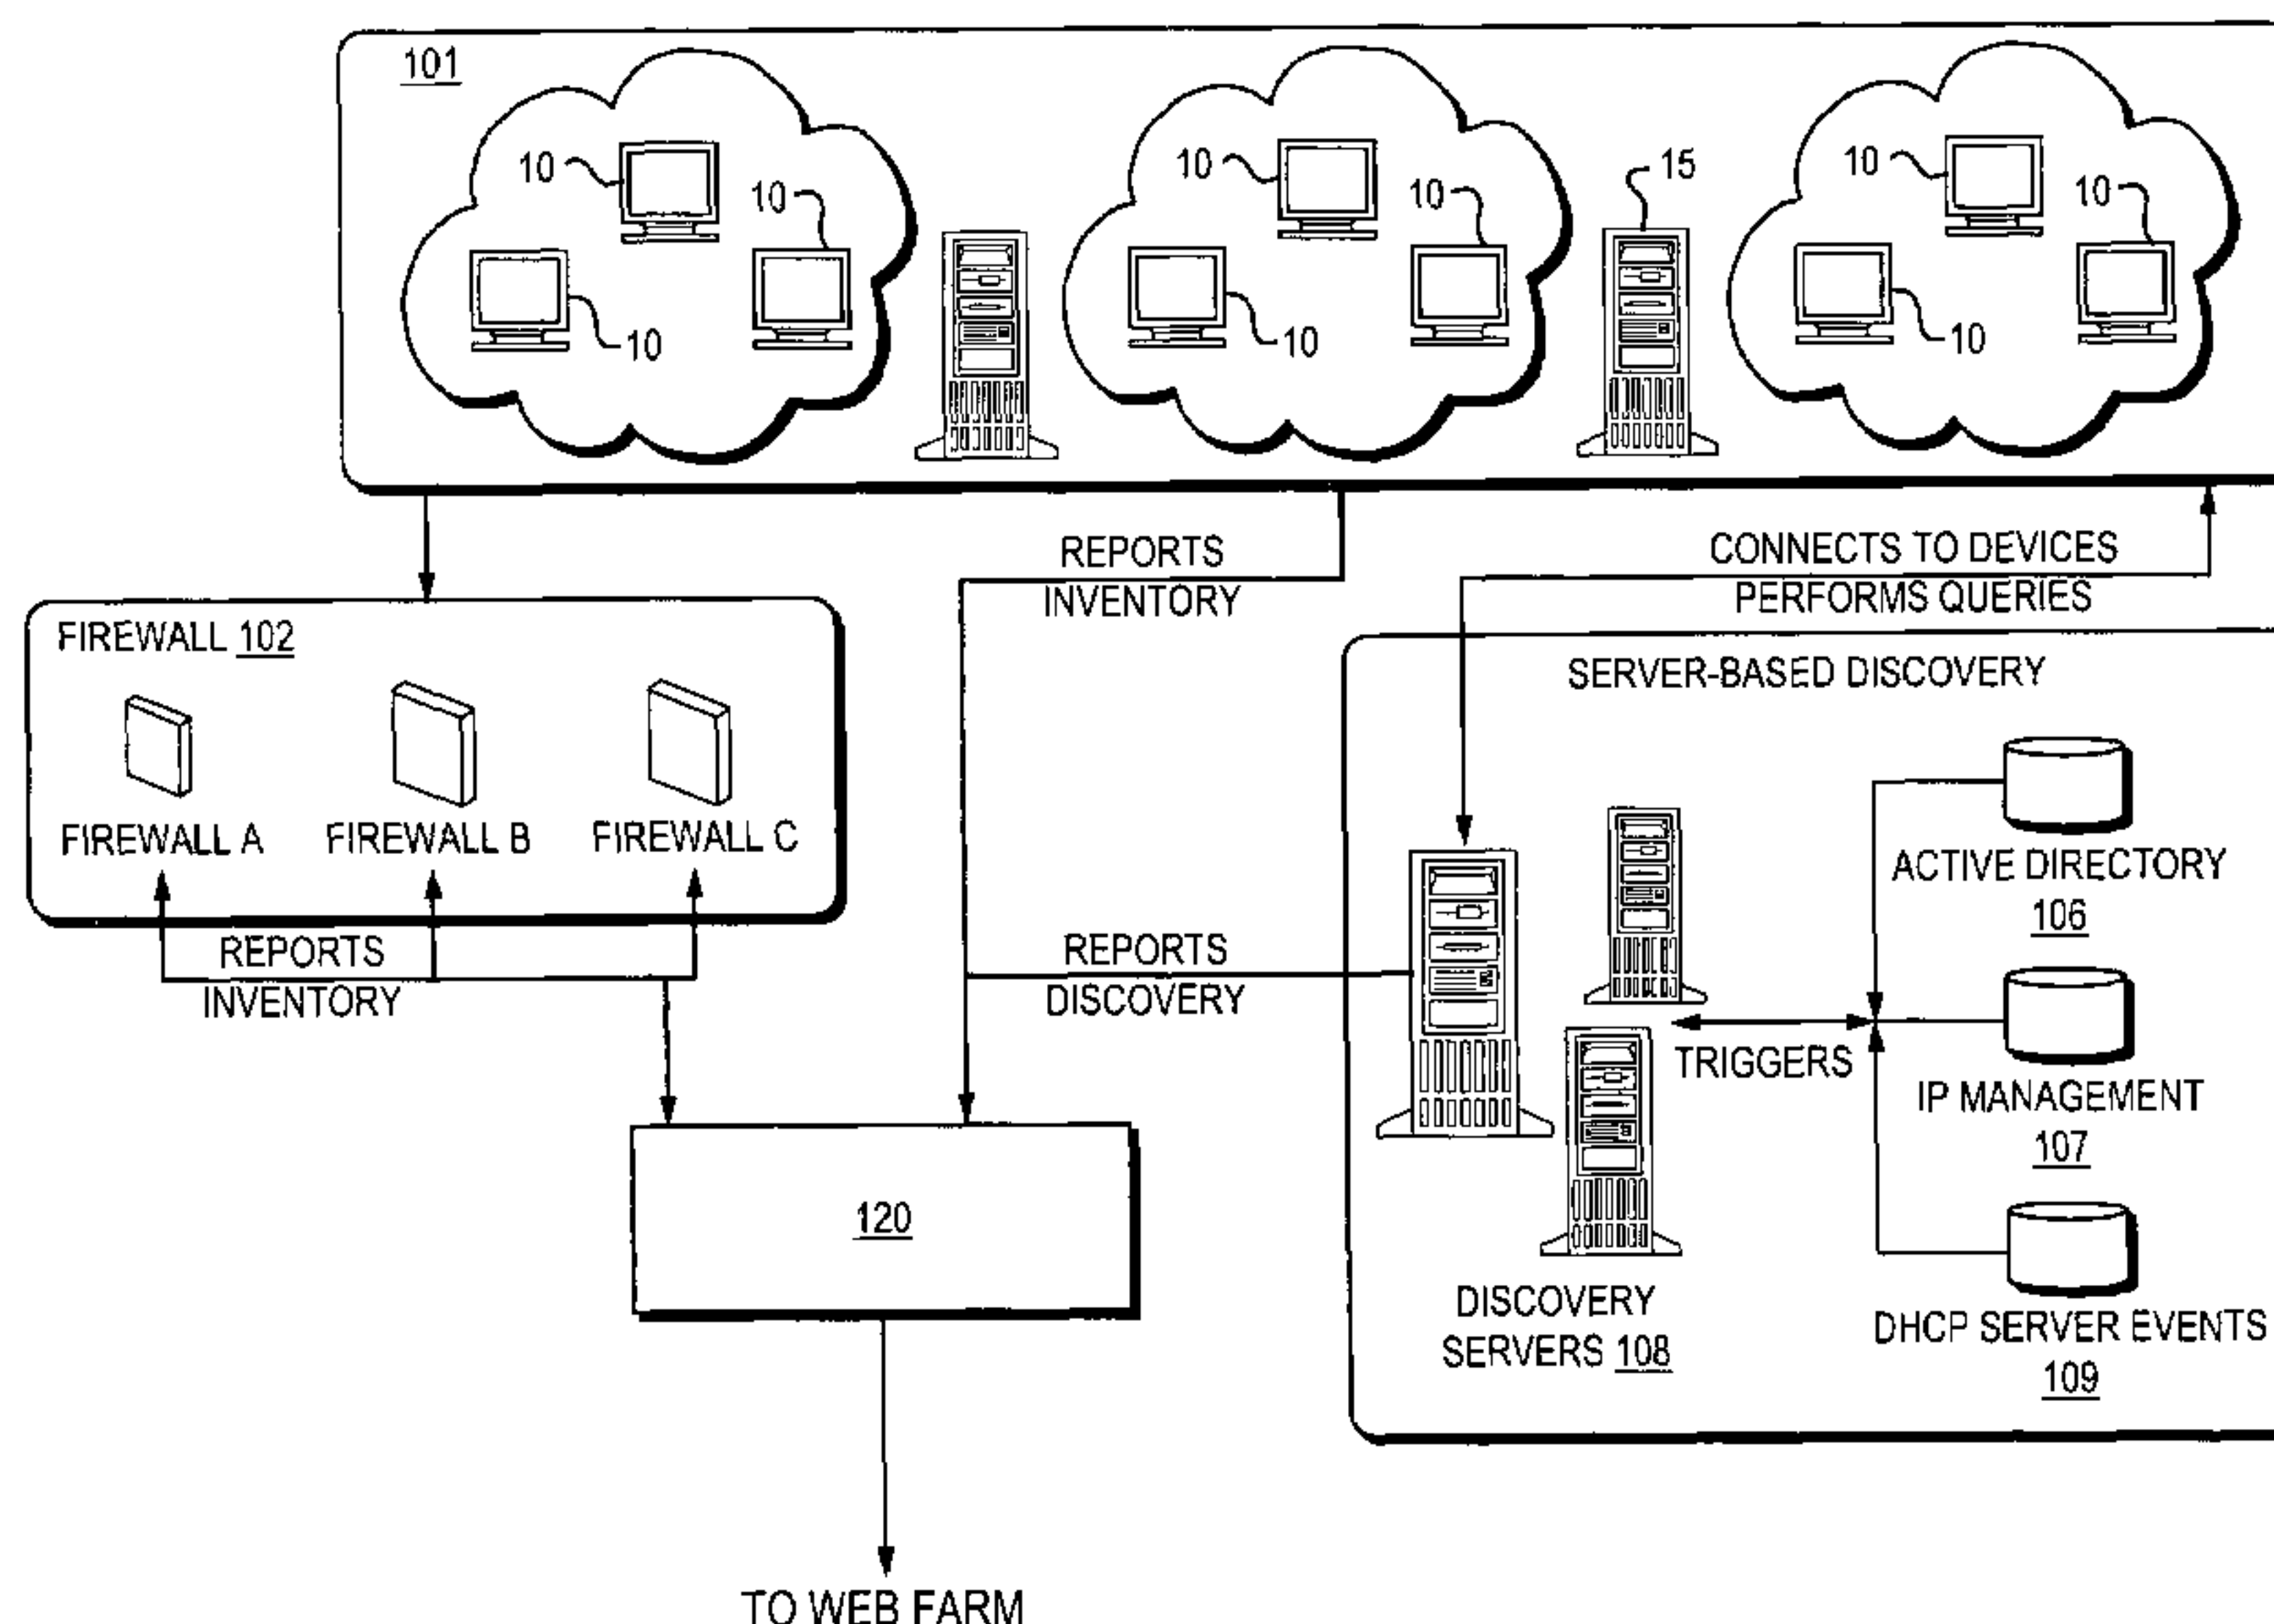 101
10
10
10
10
10
10
15
10
10
10
REPORTS
INVENTORY
CONNECTS TO DEVICES
PERFORMS QUERIES
FIREWALL 102
FIREWALL A
FIREWALL B
FIREWALL C
REPORTS
INVENTORY
REPORTS
DISCOVERY
SERVER-BASED DISCOVERY
ACTIVE DIRECTORY
106
TRIGGERS
IP MANAGEMENT
107
DISCOVERY
SERVERS 108
DHCP SERVER EVENTS
109
120
TO WEB FARM